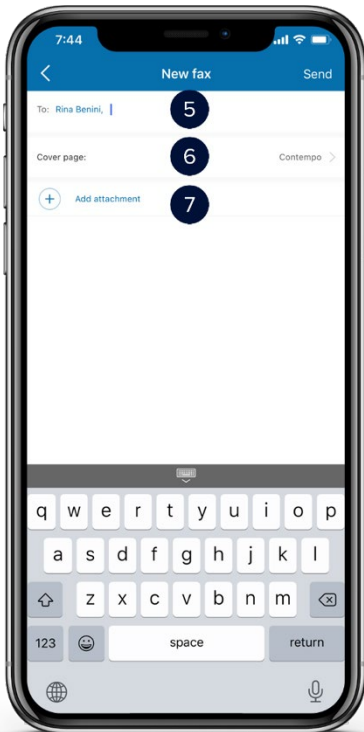 7:44
New fax Send
To: Rina Benini, 5
Cover page: 6 Contempo
Add attachment 7
q w e r t y u i o p
a s d f g h j k l
z x c v b n m
123 space return